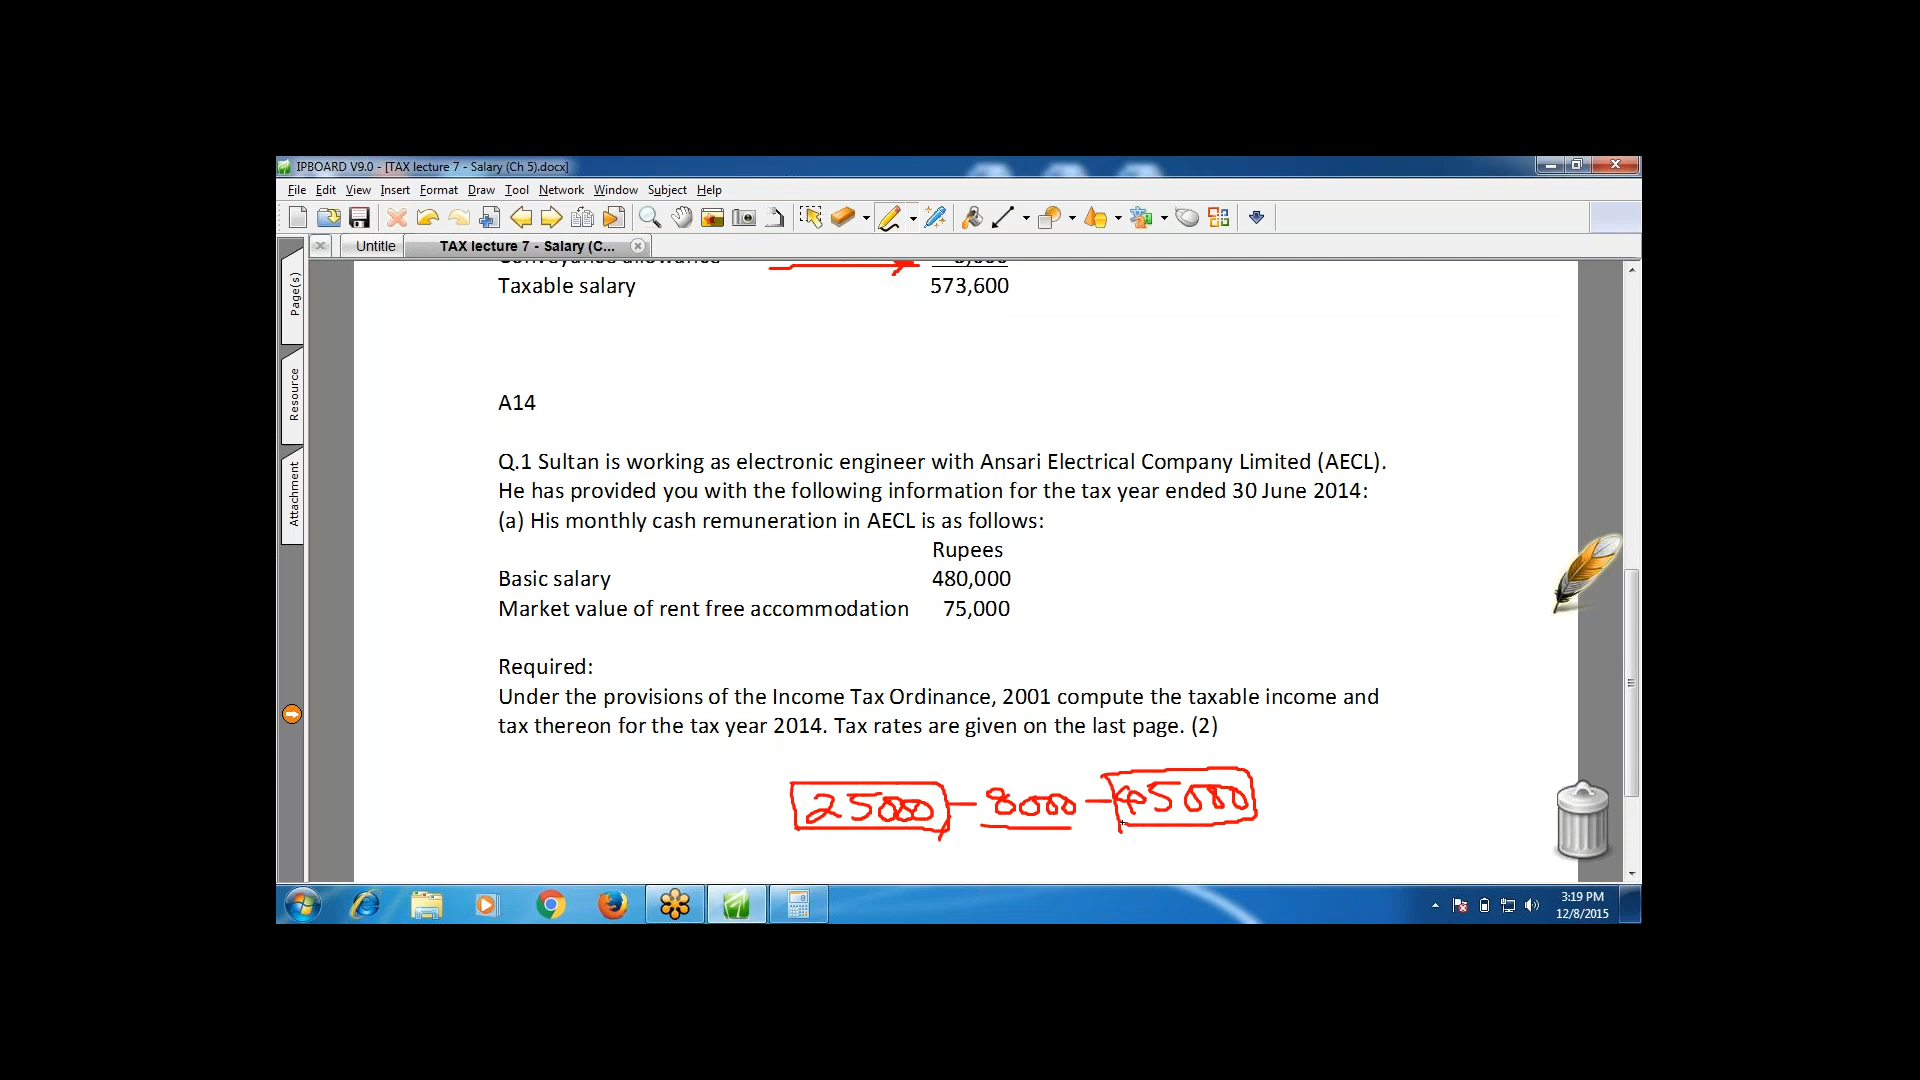 IPBOARD V9.0 - [TAX lecture 7 - Salary (Ch 5).docx]
File Edit View Insert Format Draw Tool Network Window Subject Help
Untitle TAX lecture 7 - Salary (C...
Page(s)
Resource
Attachment
Conveyance allowance
Taxable salary 573,600
A14
Q.1 Sultan is working as electronic engineer with Ansari Electrical Company Limited (AECL).
He has provided you with the following information for the tax year ended 30 June 2014:
(a) His monthly cash remuneration in AECL is as follows:
Rupees
Basic salary 480,000
Market value of rent free accommodation 75,000
Required:
Under the provisions of the Income Tax Ordinance, 2001 compute the taxable income and
tax thereon for the tax year 2014. Tax rates are given on the last page. (2)
25000 — 8000 — 45000
3:19 PM
12/8/2015